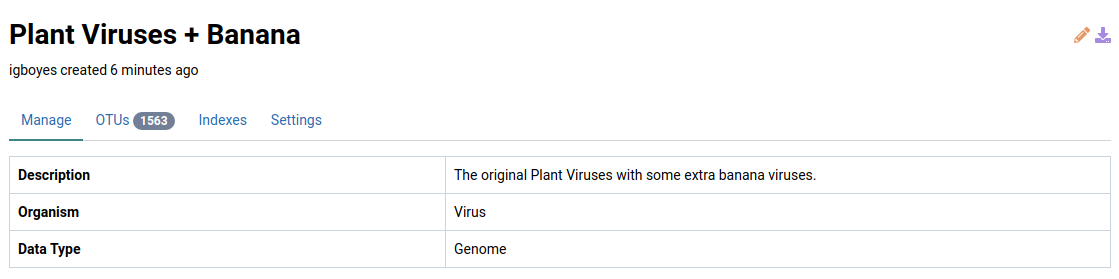 Plant Viruses + Banana
igboyes created 6 minutes ago
Manage OTUs 1563 Indexes Settings
Description The original Plant Viruses with some extra banana viruses.
Organism Virus
Data Type Genome